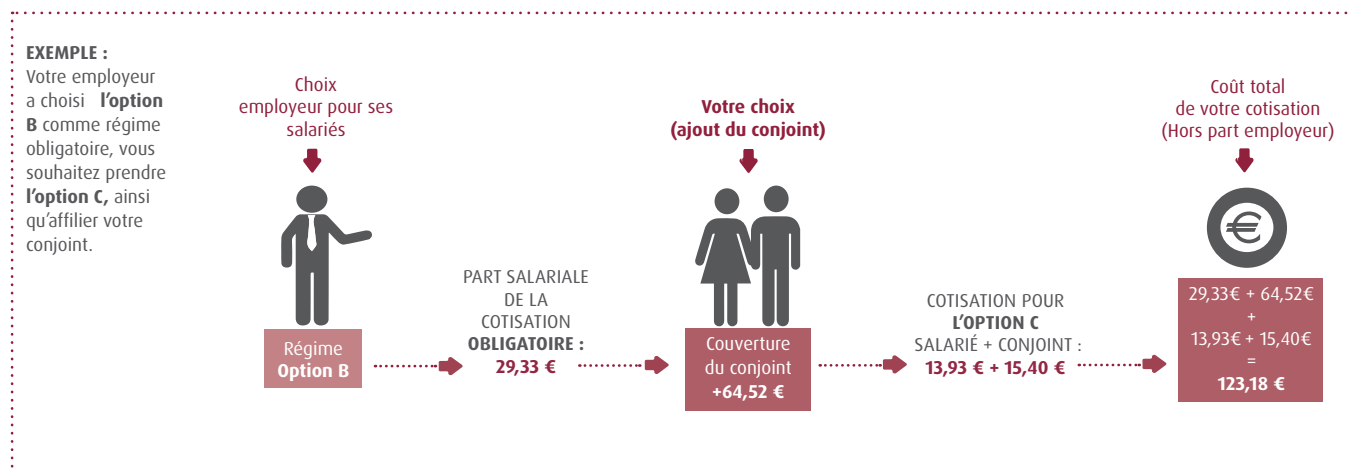 EXEMPLE :
Votre employeur
a choisi l'option
B comme régime
obligatoire, vous
souhaitez prendre
l'option C, ainsi
qu'affilier votre
conjoint.
Choix
employeur pour ses
salariés
Régime
Option B
PART SALARIALE
DE LA
COTISATION
OBLIGATOIRE :
29,33 €
Votre choix
(ajout du conjoint)
Couverture
du conjoint
+64,52 €
COTISATION POUR
L'OPTION C
SALARIÉ + CONJOINT :
13,93 € + 15,40 €
Coût total
de votre cotisation
(Hors part employeur)
€
29,33€ + 64,52€
+
13,93€ + 15,40€
=
123,18 €